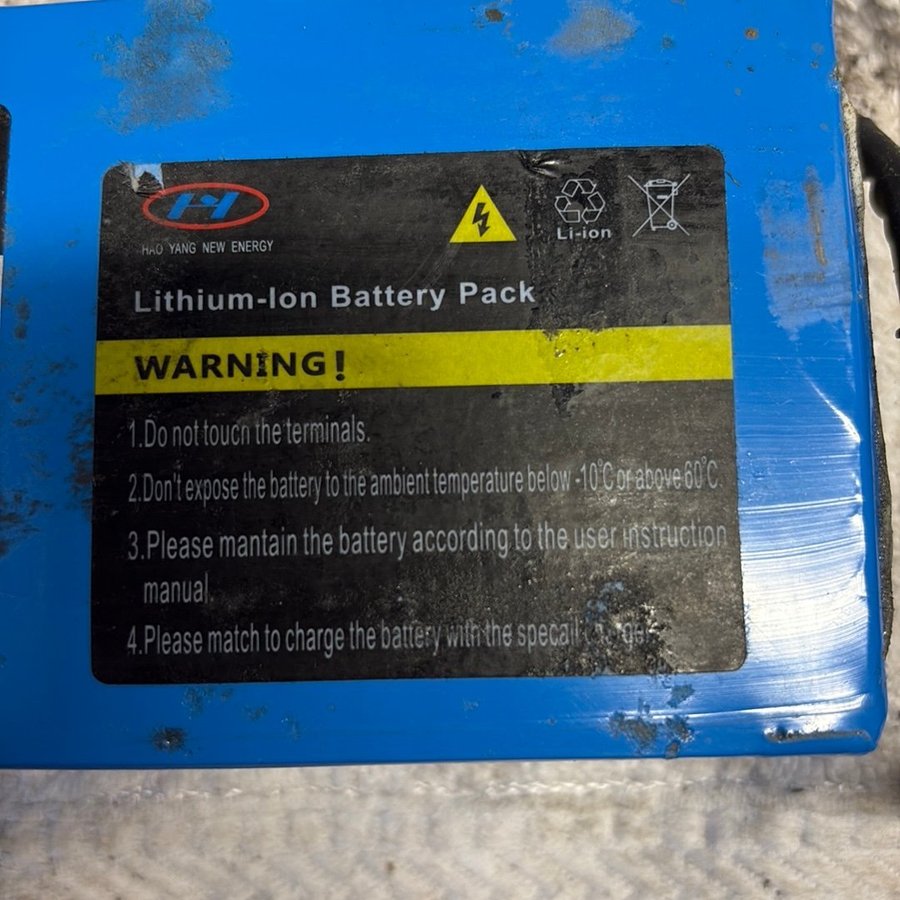 HAO YANG NEW ENERGY
Li-ion
Lithium-Ion Battery Pack
WARNING!
1.Do not touch the terminals.
2.Don't expose the battery to the ambient temperature below -10°C or above 60°C
3.Please mantain the battery according to the user instruction
manual.
4.Please match to charge the battery with the specail